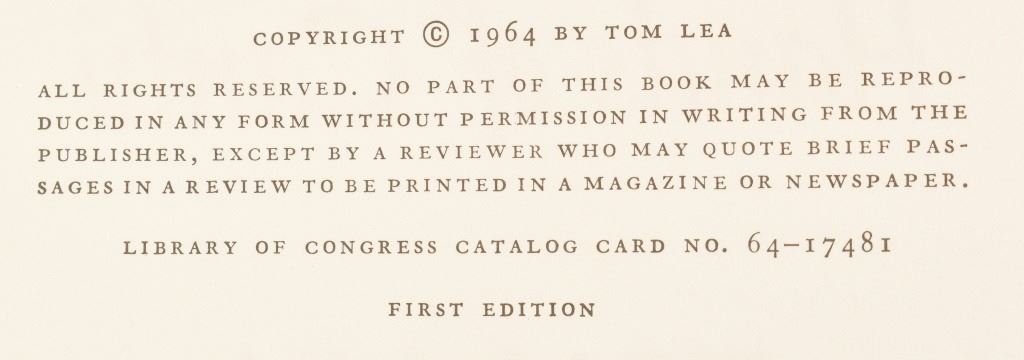 COPYRIGHT © 1964 BY TOM LEA
ALL RIGHTS RESERVED. NO PART OF THIS BOOK MAY BE REPRO-
DUCED IN ANY FORM WITHOUT PERMISSION IN WRITING FROM THE
PUBLISHER, EXCEPT BY A REVIEWER WHO MAY QUOTE BRIEF PAS-
SAGES IN A REVIEW TO BE PRINTED IN A MAGAZINE OR NEWSPAPER.
LIBRARY OF CONGRESS CATALOG CARD NO. 64–17481
FIRST EDITION